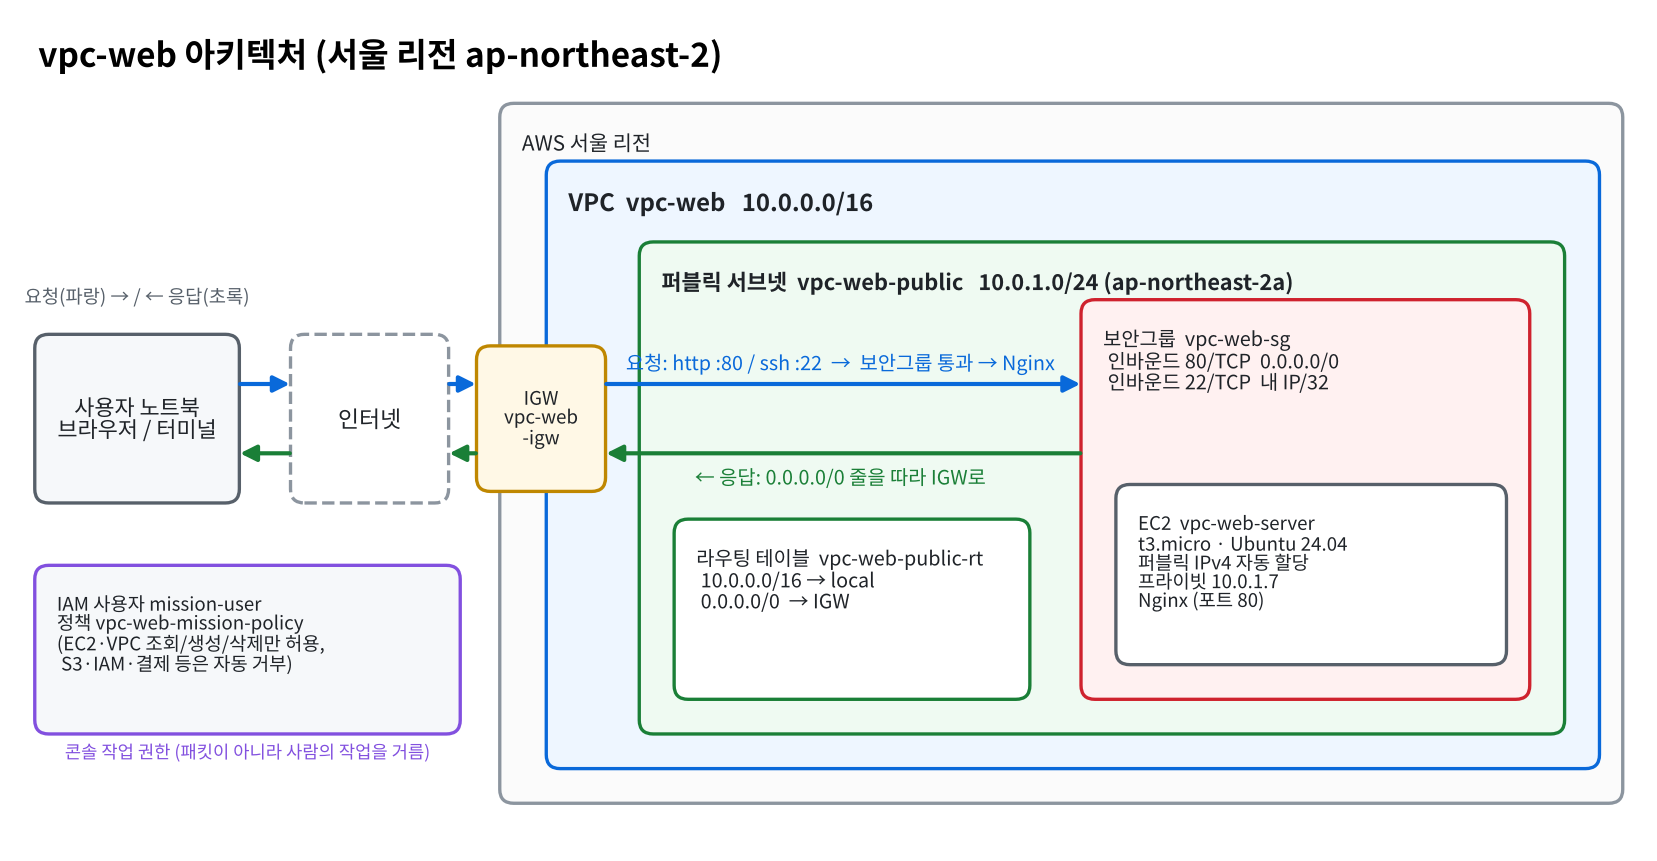 vpc-web 아키텍처 (서울 리전 ap-northeast-2)
AWS 서울 리전
VPC vpc-web 10.0.0.0/16
퍼블릭 서브넷 vpc-web-public 10.0.1.0/24 (ap-northeast-2a)
요청(파랑) → / ← 응답(초록)
사용자 노트북
브라우저 / 터미널
인터넷
IGW
vpc-web
-igw
요청: http :80 / ssh :22 → 보안그룹 통과 → Nginx
← 응답: 0.0.0.0/0 줄을 따라 IGW로
보안그룹 vpc-web-sg
인바운드 80/TCP 0.0.0.0/0
인바운드 22/TCP 내 IP/32
라우팅 테이블 vpc-web-public-rt
10.0.0.0/16 → local
0.0.0.0/0 → IGW
EC2 vpc-web-server
t3.micro · Ubuntu 24.04
퍼블릭 IPv4 자동 할당
프라이빗 10.0.1.7
Nginx (포트 80)
IAM 사용자 mission-user
정책 vpc-web-mission-policy
(EC2·VPC 조회/생성/삭제만 허용,
S3·IAM·결제 등은 자동 거부)
콘솔 작업 권한 (패킷이 아니라 사람의 작업을 거름)